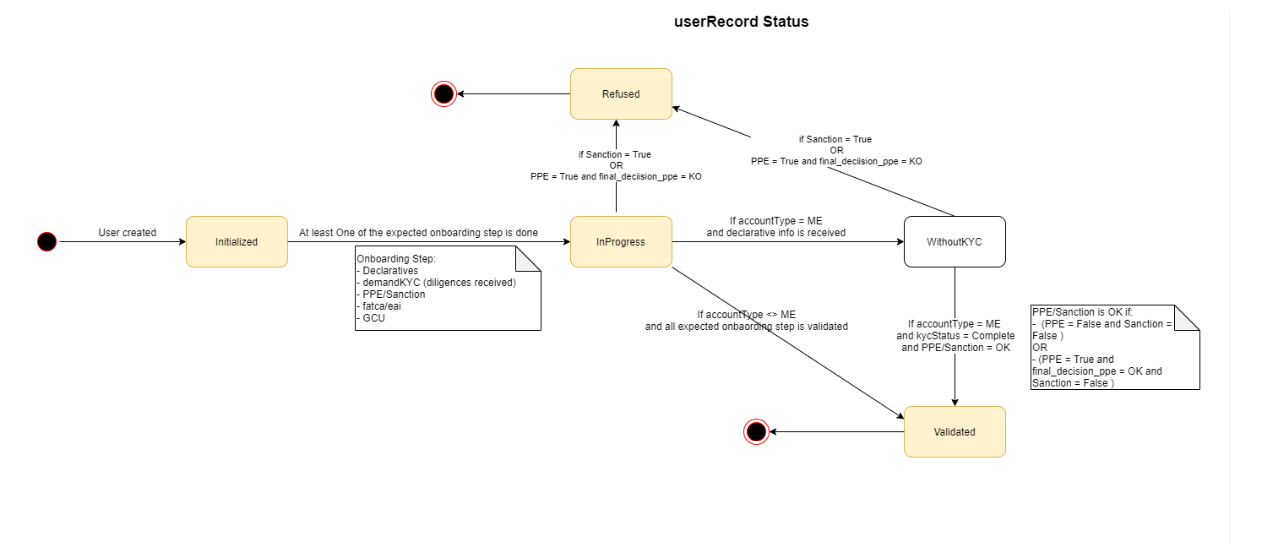 userRecord Status
Refused
if Sanction = True
OR
PPE = True and final_deciision_ppe = KO
if Sanction = True
OR
PPE = True and final_deciision_ppe = KO
User created
Initialized
At least One of the expected onboarding step is done
InProgress
If accountType = ME
and declarative info is received
WithoutKYC
Onboarding Step:
- Declaratives
- demandKYC (diligences received)
- PPE/Sanction
- fatca/eai
- GCU
If accountType <> ME
and all expected onbaording step is validated
If accountType = ME
and kycStatus = Complete
and PPE/Sanction = OK
PPE/Sanction is OK if:
- (PPE = False and Sanction =
False )
OR
- (PPE = True and
final_decision_ppe = OK and
Sanction = False )
Validated